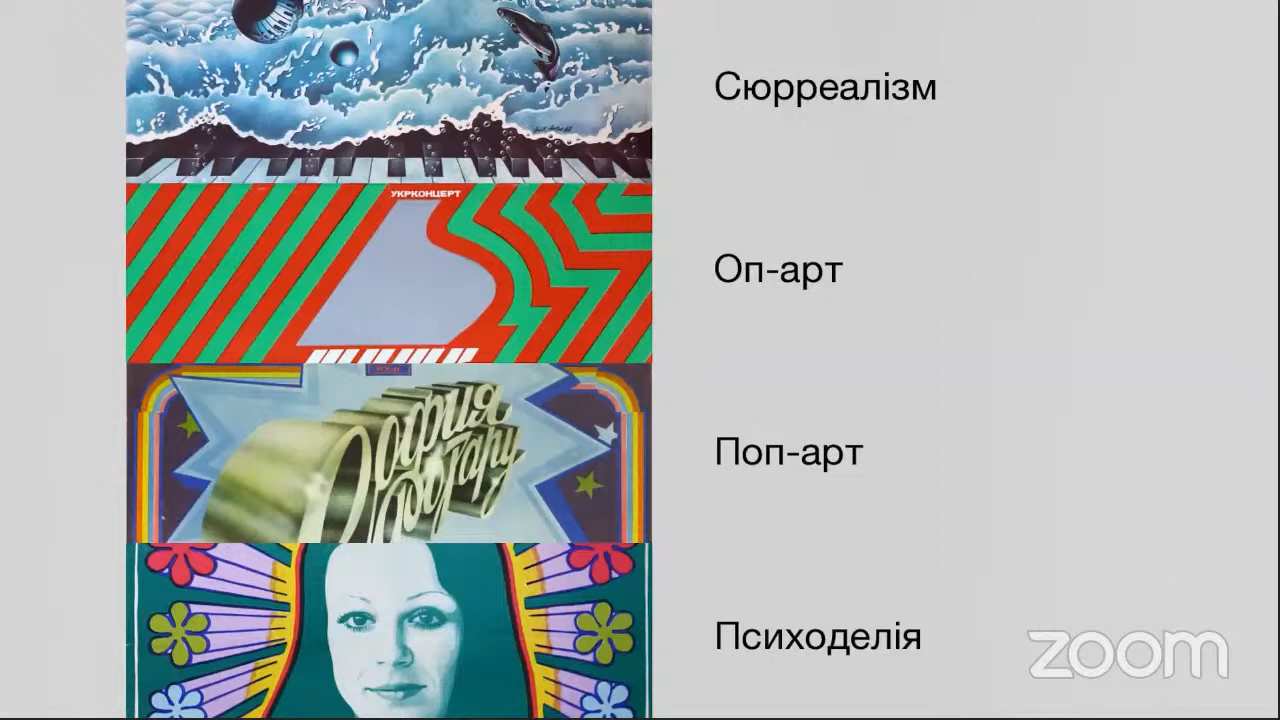 Сюрреалізм
УКРКОНЦЕРТ
Оп-арт
София
Ротару
Поп-арт
Психоделія
zoom